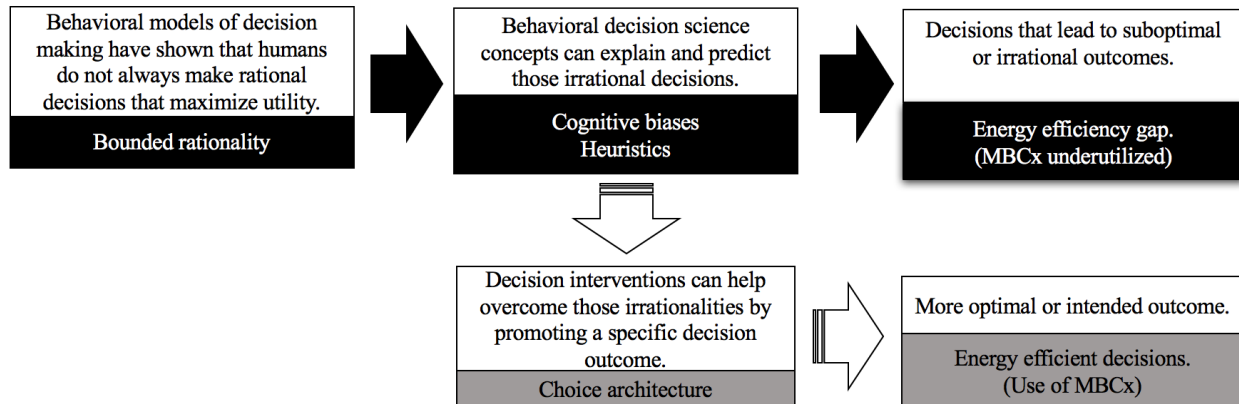 Behavioral models of decision
making have shown that humans
do not always make rational
decisions that maximize utility.
Bounded rationality
Behavioral decision science
concepts can explain and predict
those irrational decisions.
Cognitive biases
Heuristics
Decisions that lead to suboptimal
or irrational outcomes.
Energy efficiency gap.
(MBCx underutilized)
Decision interventions can help
overcome those irrationalities by
promoting a specific decision
outcome.
Choice architecture
More optimal or intended outcome.
Energy efficient decisions.
(Use of MBCx)